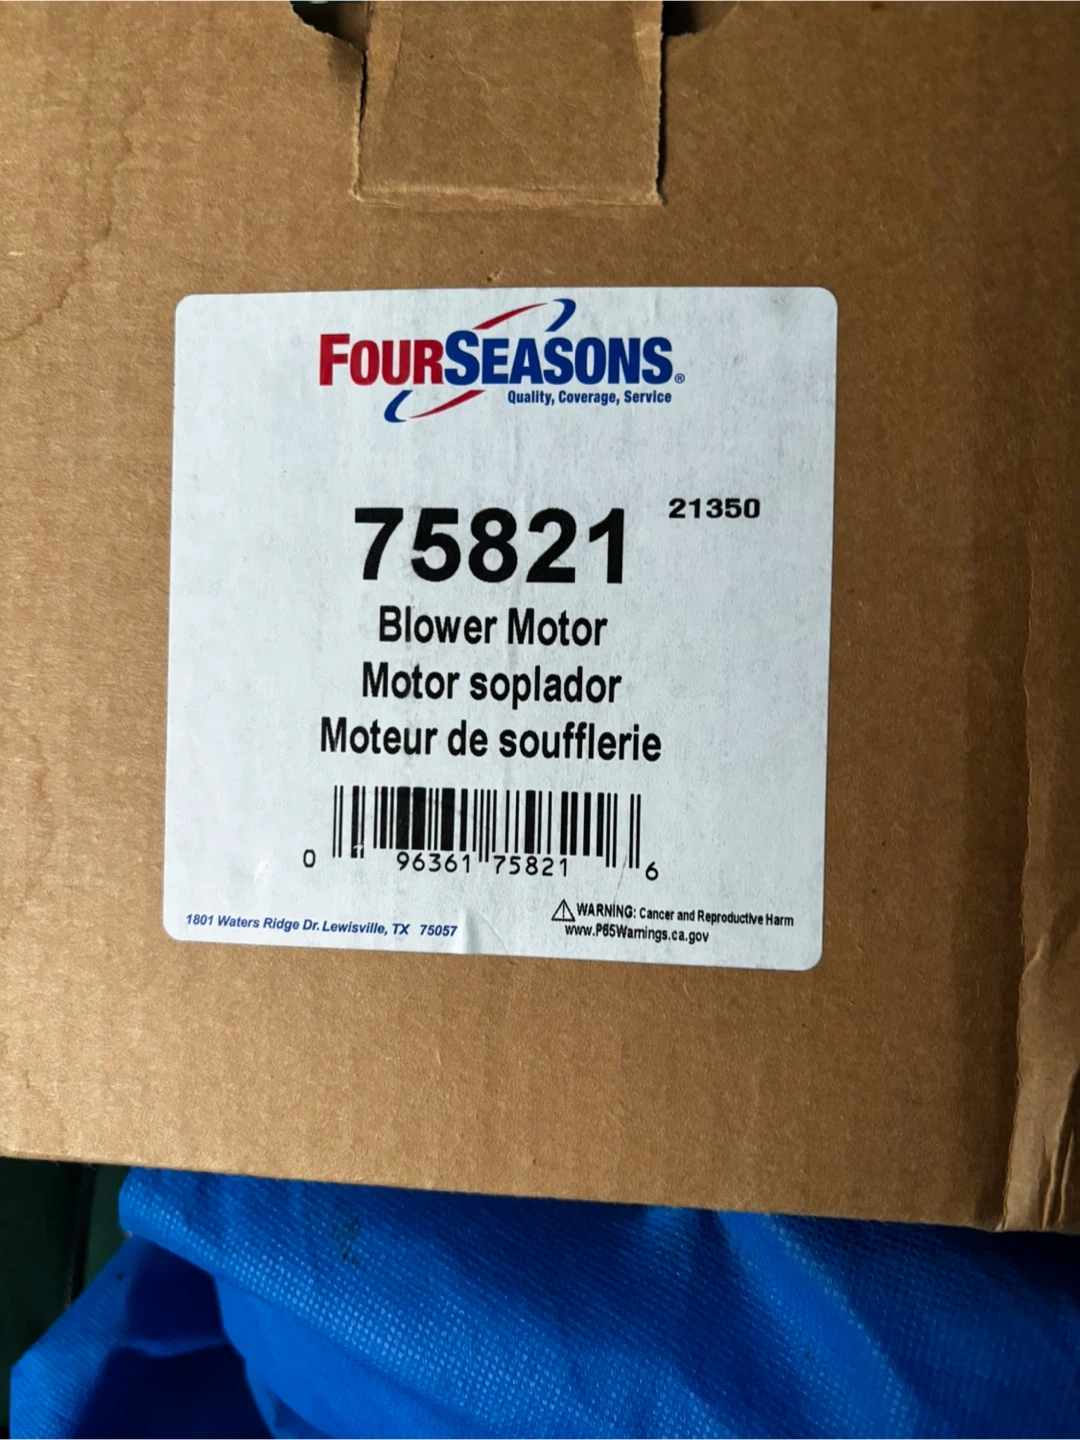 FOURSEASONS®
Quality, Coverage, Service
21350
75821
Blower Motor
Motor soplador
Moteur de soufflerie
0 96361 75821 6
1801 Waters Ridge Dr. Lewisville, TX 75057
WARNING: Cancer and Reproductive Harm
www.P65Warnings.ca.gov